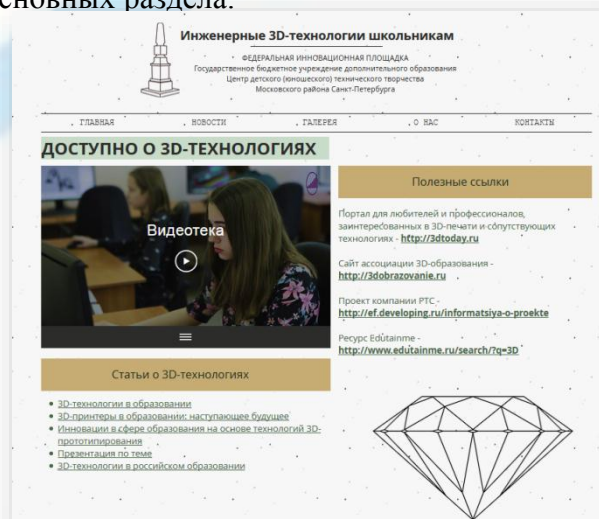 основных раздела.
Инженерные 3D-технологии школьникам
ФЕДЕРАЛЬНАЯ ИННОВАЦИОННАЯ ПЛОЩАДКА
Государственное бюджетное учреждение дополнительного образования
Центр детского (юношеского) технического творчества
Московского района Санкт-Петербурга
ГЛАВНАЯ НОВОСТИ ГАЛЕРЕЯ О НАС КОНТАКТЫ
ДОСТУПНО О 3D-ТЕХНОЛОГИЯХ
Видеотека
Статьи о 3D-технологиях
3D-технологии в образовании
3D-принтеры в образовании: наступающее будущее
Инновации в сфере образования на основе технологий 3D-
прототипирования
Презентация по теме
3D-технологии в российском образовании
Полезные ссылки
Портал для любителей и профессионалов,
заинтересованных в 3D-печати и сопутствующих
технологиях - http://3dtoday.ru
Сайт ассоциации 3D-образования -
http://3dobrazovanie.ru
Проект компании PTC -
http://ef.developing.ru/informatsiya-o-proekte
Ресурс Edutainme -
http://www.edutainme.ru/search/?q=3D